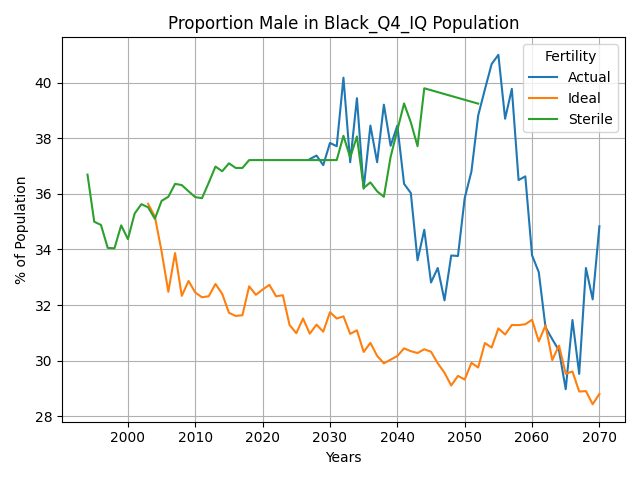 Proportion Male in Black_Q4_IQ Population
% of Population
40
38
36
34
32
30
28
Fertility
Actual
Ideal
Sterile
2000
2010
2020
2030
2040
2050
2060
2070
Years